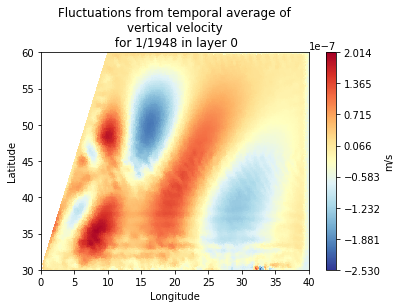 Fluctuations from temporal average of
vertical velocity
for 1/1948 in layer 0
1e−7
60
55
50
45
40
35
30
Latitude
0 5 10 15 20 25 30 35 40
Longitude
2.014
1.365
0.715
0.066
−0.583
−1.232
−1.881
−2.530
m/s